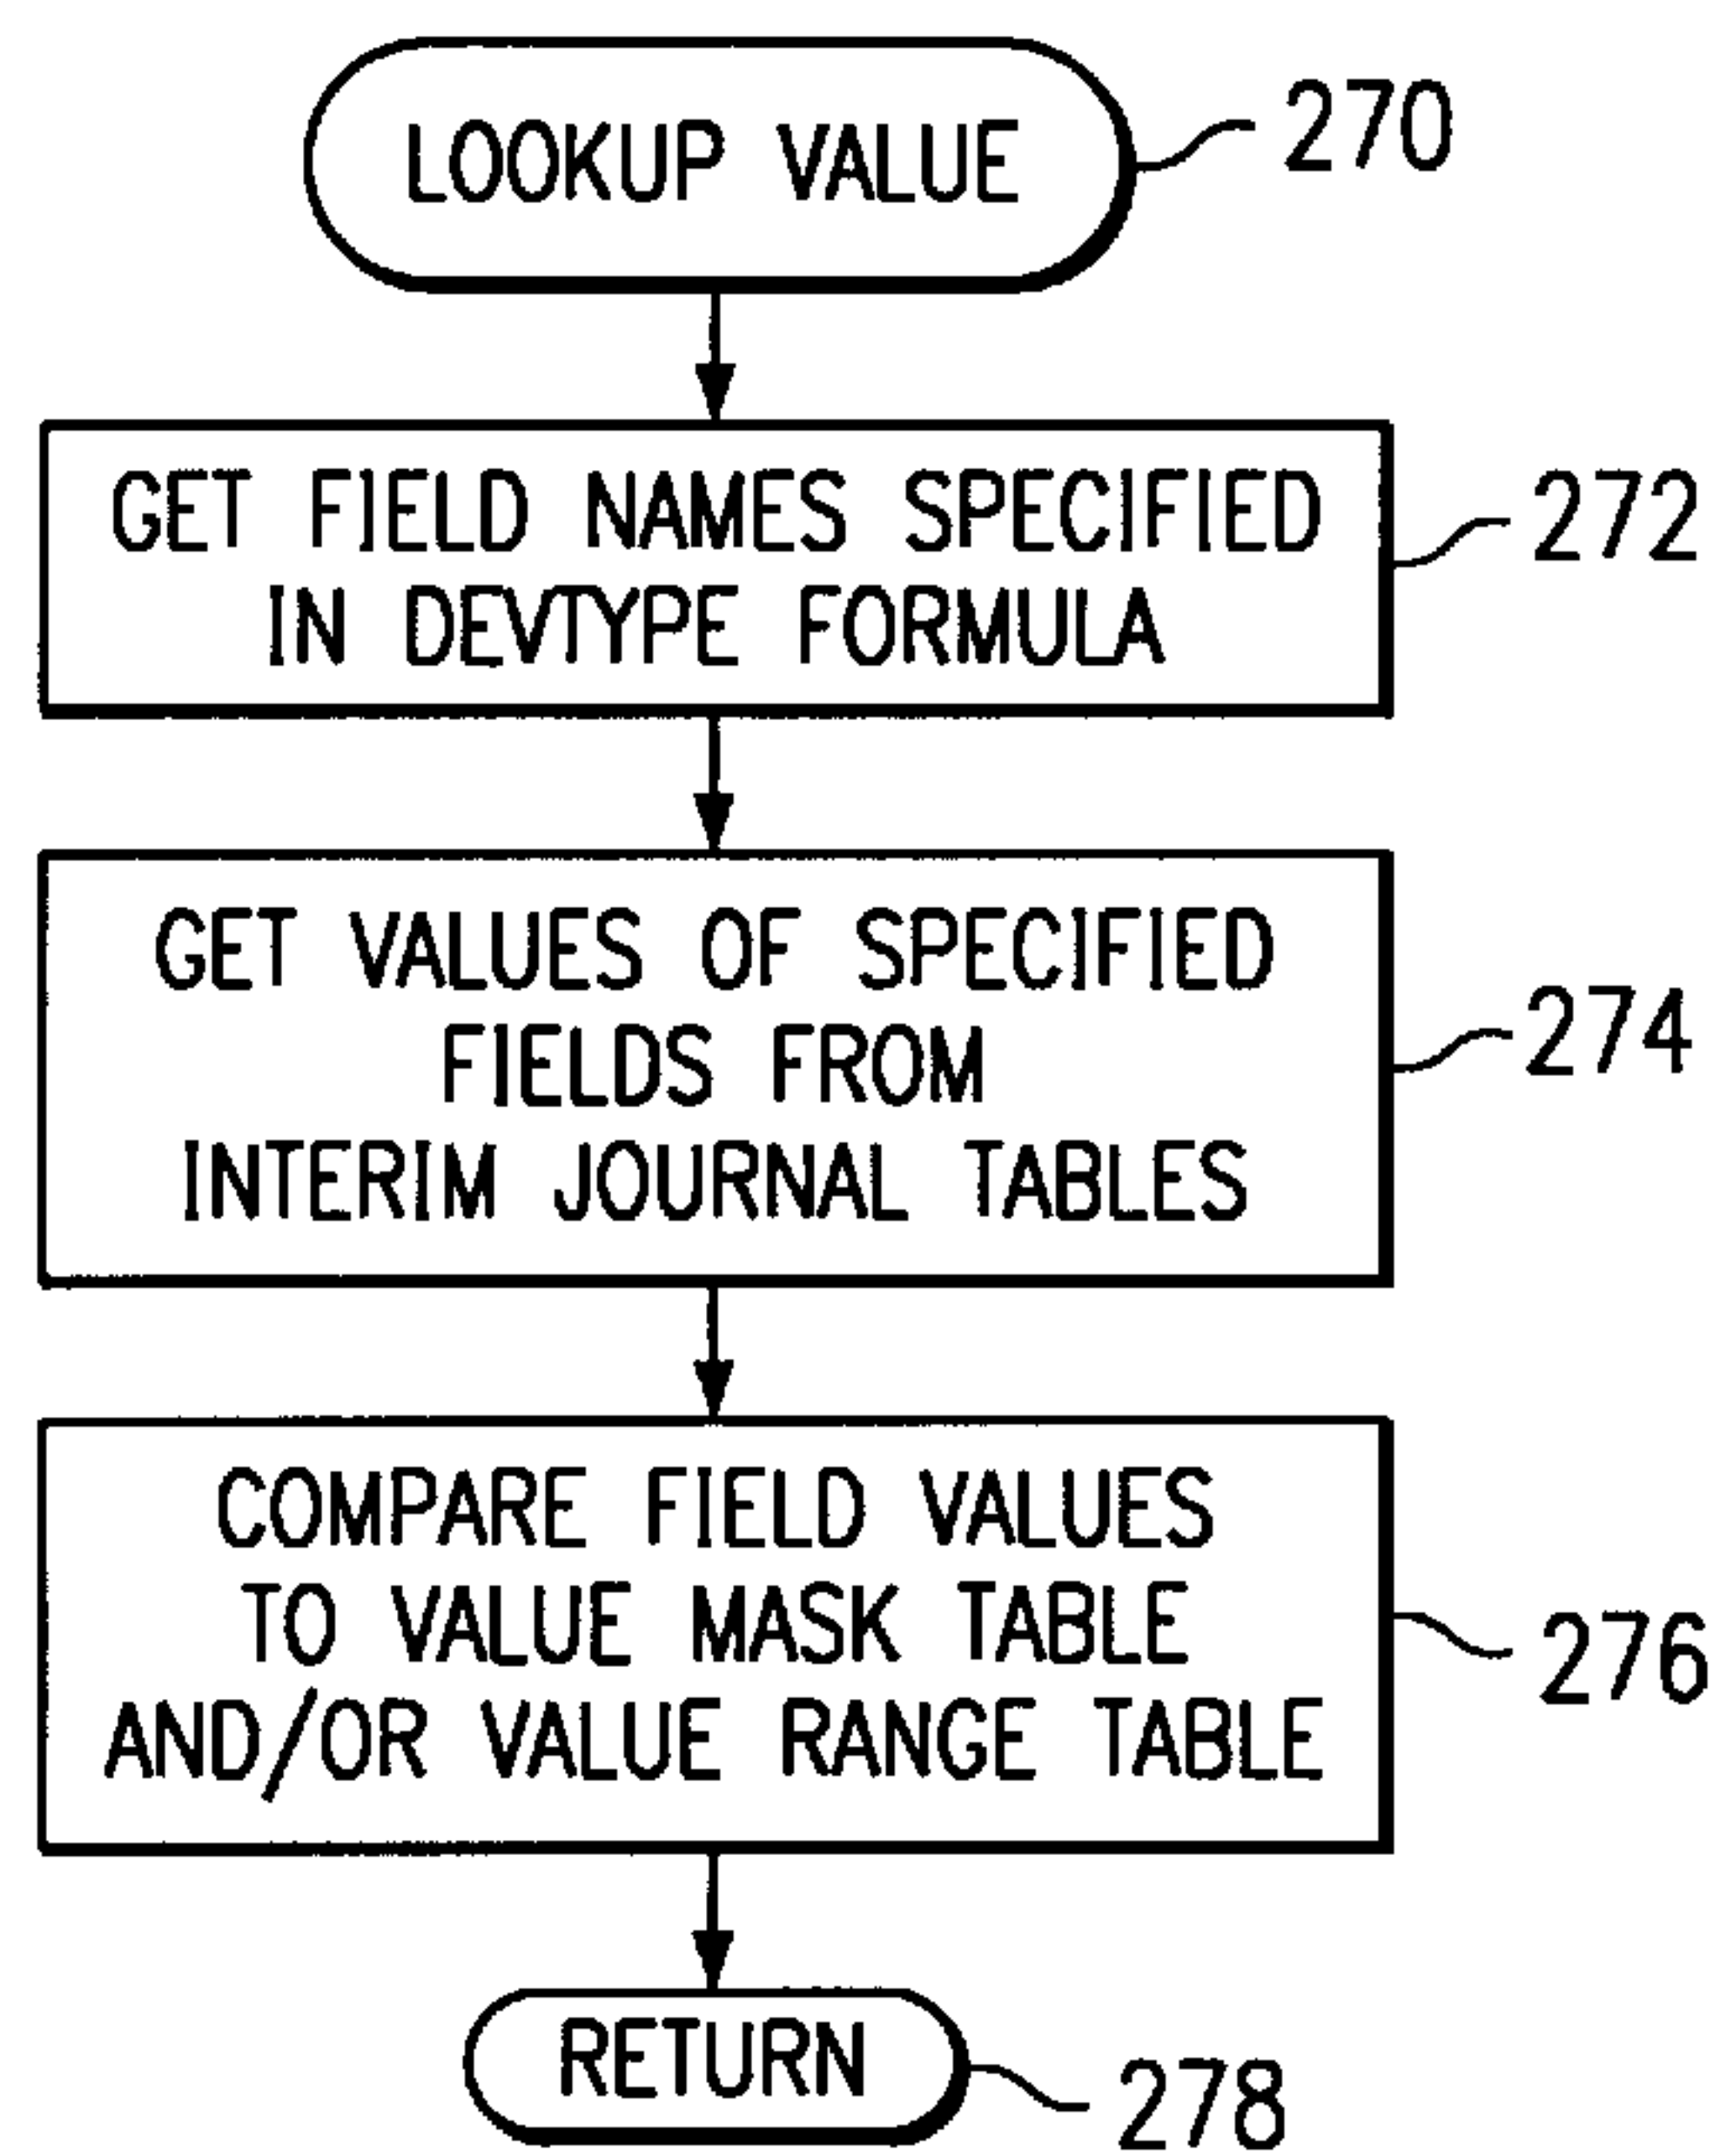 LOOKUP VALUE
270
GET FIELD NAMES SPECIFIED
IN DEVTYPE FORMULA
272
GET VALUES OF SPECIFIED
FIELDS FROM
INTERIM JOURNAL TABLES
274
COMPARE FIELD VALUES
TO VALUE MASK TABLE
AND/OR VALUE RANGE TABLE
276
RETURN
278